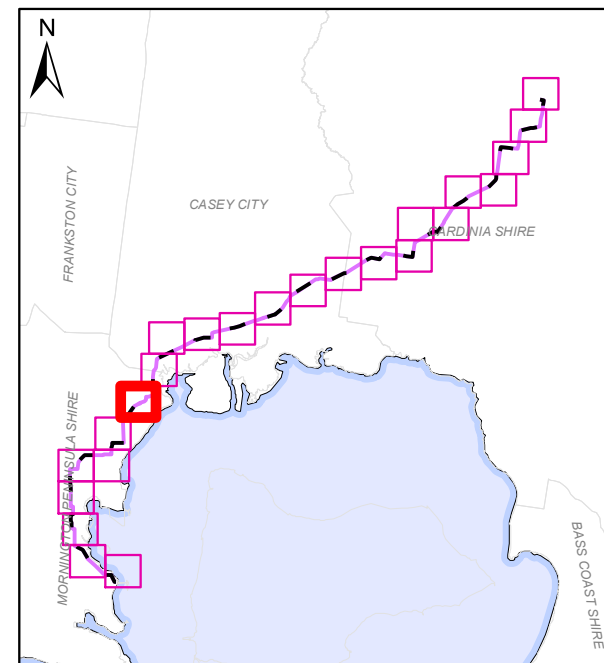 N
FRANKSTON CITY
CASEY CITY
CARDINIA SHIRE
MORNINGTON PENINSULA SHIRE
BASS COAST SHIRE